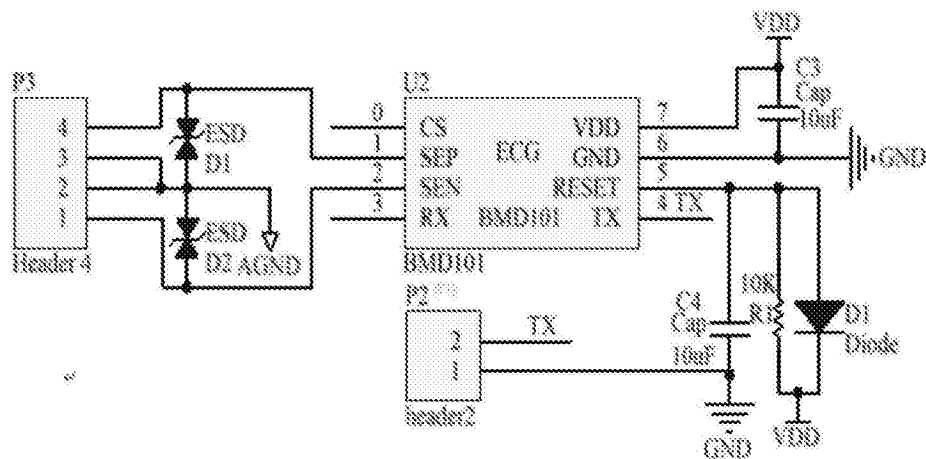 VDD
P3
U2
C3
Cap
10uF
4
3
2
1
ESD
D1
ESD
D2
AGND
Header 4
0
1
2
3
CS
SEP
SEN
RX
ECG
BMD101
VDD
GND
RESET
TX
7
6
5
4
TX
BMD101
GND
P2
2
1
TX
header2
C4
Cap
10uF
GND
10K
R1
D1
Diode
VDD